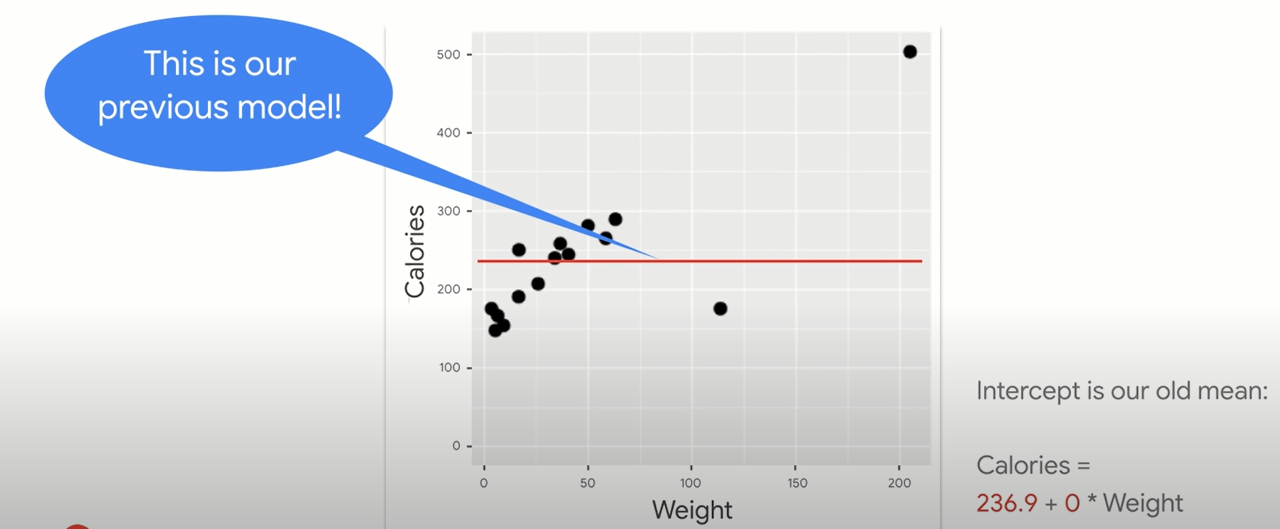 This is our
previous model!
500
400
300
200
100
0
Calories
0 50 100 150 200
Weight
Intercept is our old mean:
Calories =
236.9 + 0 * Weight